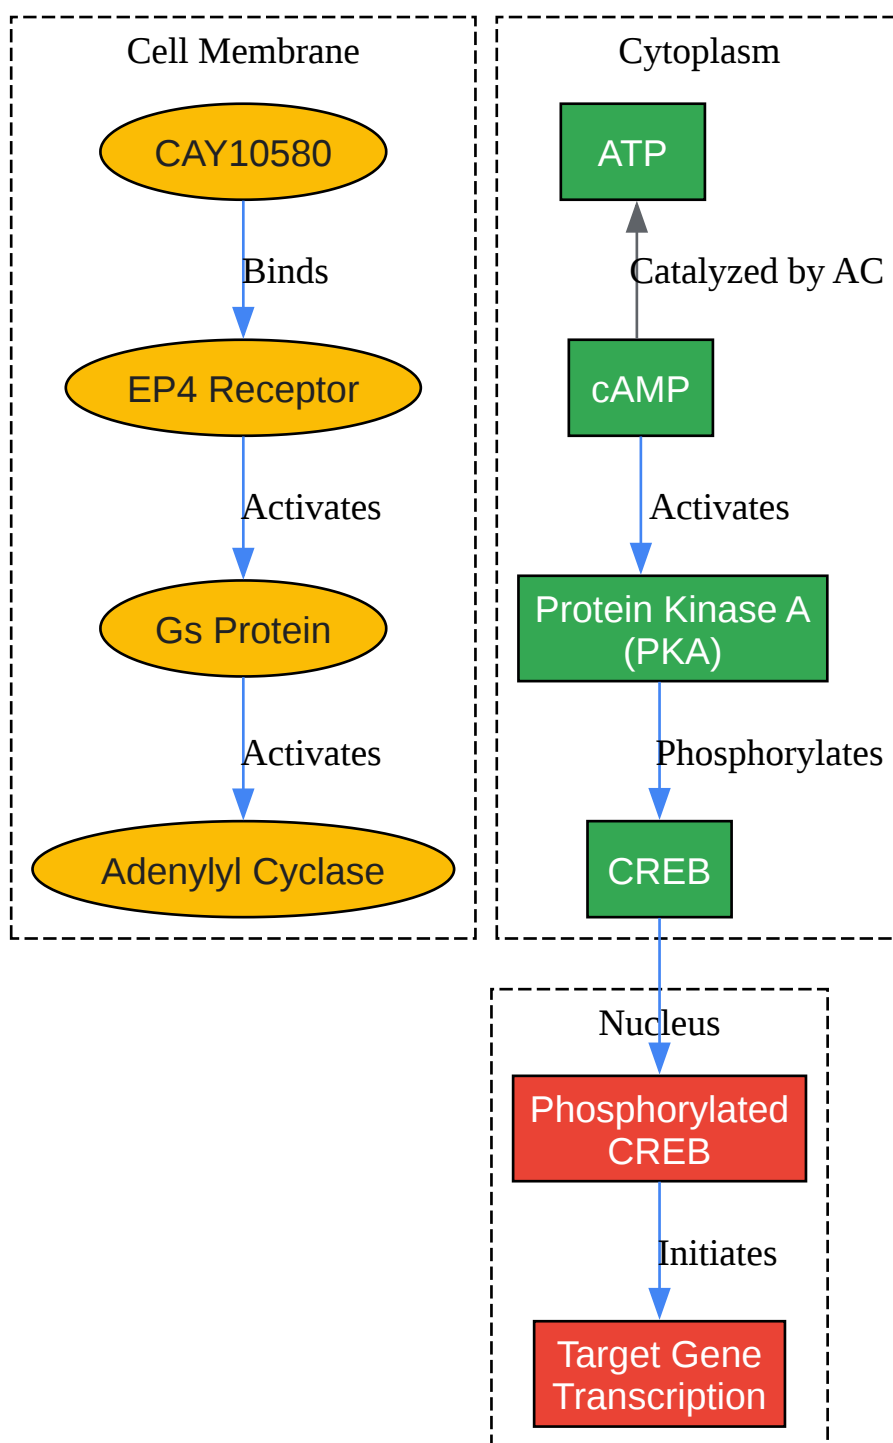 Cell Membrane
CAY10580
Binds
EP4 Receptor
Activates
Gs Protein
Activates
Adenylyl Cyclase
Cytoplasm
ATP
Catalyzed by AC
cAMP
Activates
Protein Kinase A
(PKA)
Phosphorylates
CREB
Nucleus
Phosphorylated
CREB
Initiates
Target Gene
Transcription